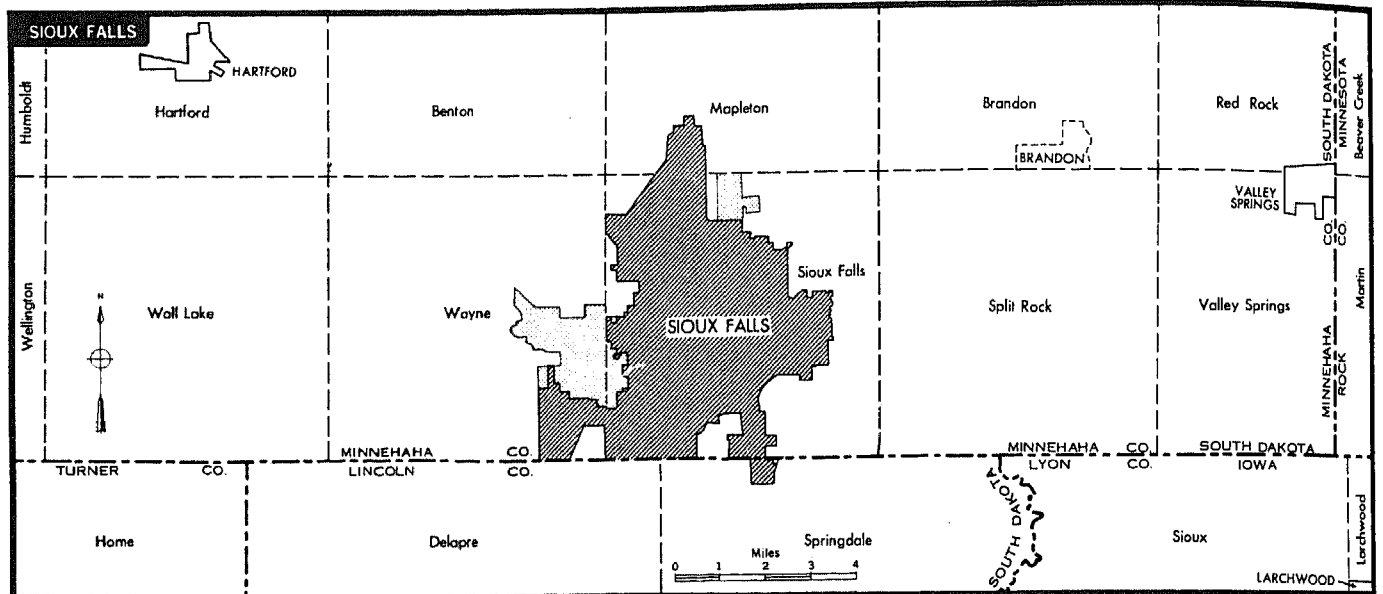 SIOUX FALLS
HARTFORD
Humboldt
Hartford
Benton
Mapleton
Brandon
Red Rock
SOUTH DAKOTA
MINNESOTA
Beaver Creek
BRANDON
VALLEY
SPRINGS
CO.
CO.
Sioux Falls
Wellington
N
Wall Lake
Wayne
SIOUX FALLS
Split Rock
Valley Springs
Martin
MINNEHAHA
ROCK
MINNEHAHA CO.
MINNEHAHA CO.
SOUTH DAKOTA
TURNER CO.
LINCOLN CO.
LYON CO.
IOWA
SOUTH DAKOTA
Home
Delapre
Springdale
Miles
0 1 2 3 4
SOUTH DAKOTA
Sioux
Larchwood
LARCHWOOD